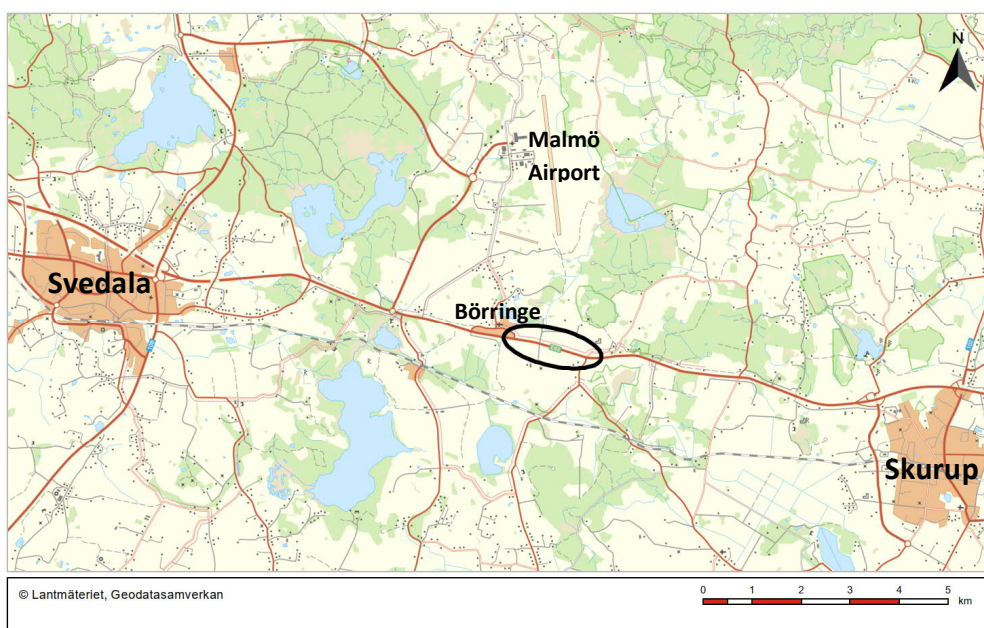 N
Malmö
Airport
Svedala
Börringe
Skurup
© Lantmäteriet, Geodatasamverkan
0 1 2 3 4 5
km